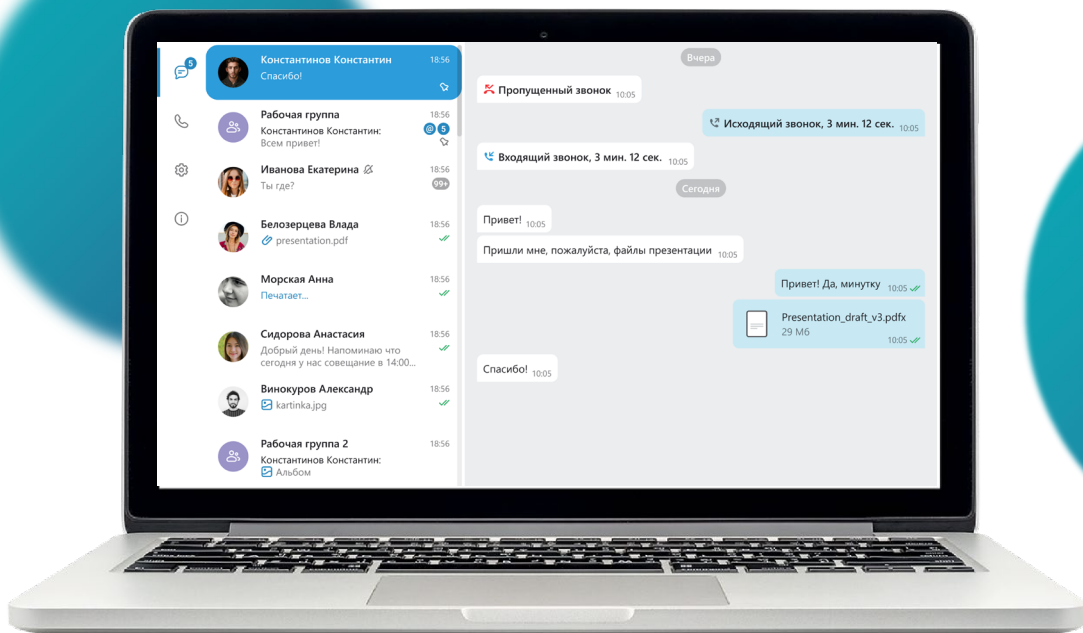 5
Константинов Константин 18:56
Спасибо!
Рабочая группа 18:56
Константинов Константин: @ 5
Всем привет!
Иванова Екатерина 18:56
Ты где? 99+
Белозерцева Влада 18:56
presentation.pdf
Морская Анна 18:56
Печатает...
Сидорова Анастасия 18:56
Добрый день! Напоминаю что
сегодня у нас совещание в 14:00...
Винокуров Александр 18:56
kartinka.jpg
Рабочая группа 2 18:56
Константинов Константин:
Альбом
Вчера
Пропущенный звонок 10:05
Исходящий звонок, 3 мин. 12 сек. 10:05
Входящий звонок, 3 мин. 12 сек. 10:05
Сегодня
Привет! 10:05
Пришли мне, пожалуйста, файлы презентации 10:05
Привет! Да, минутку 10:05
Presentation_draft_v3.pdfx
29 Мб
10:05
Спасибо! 10:05